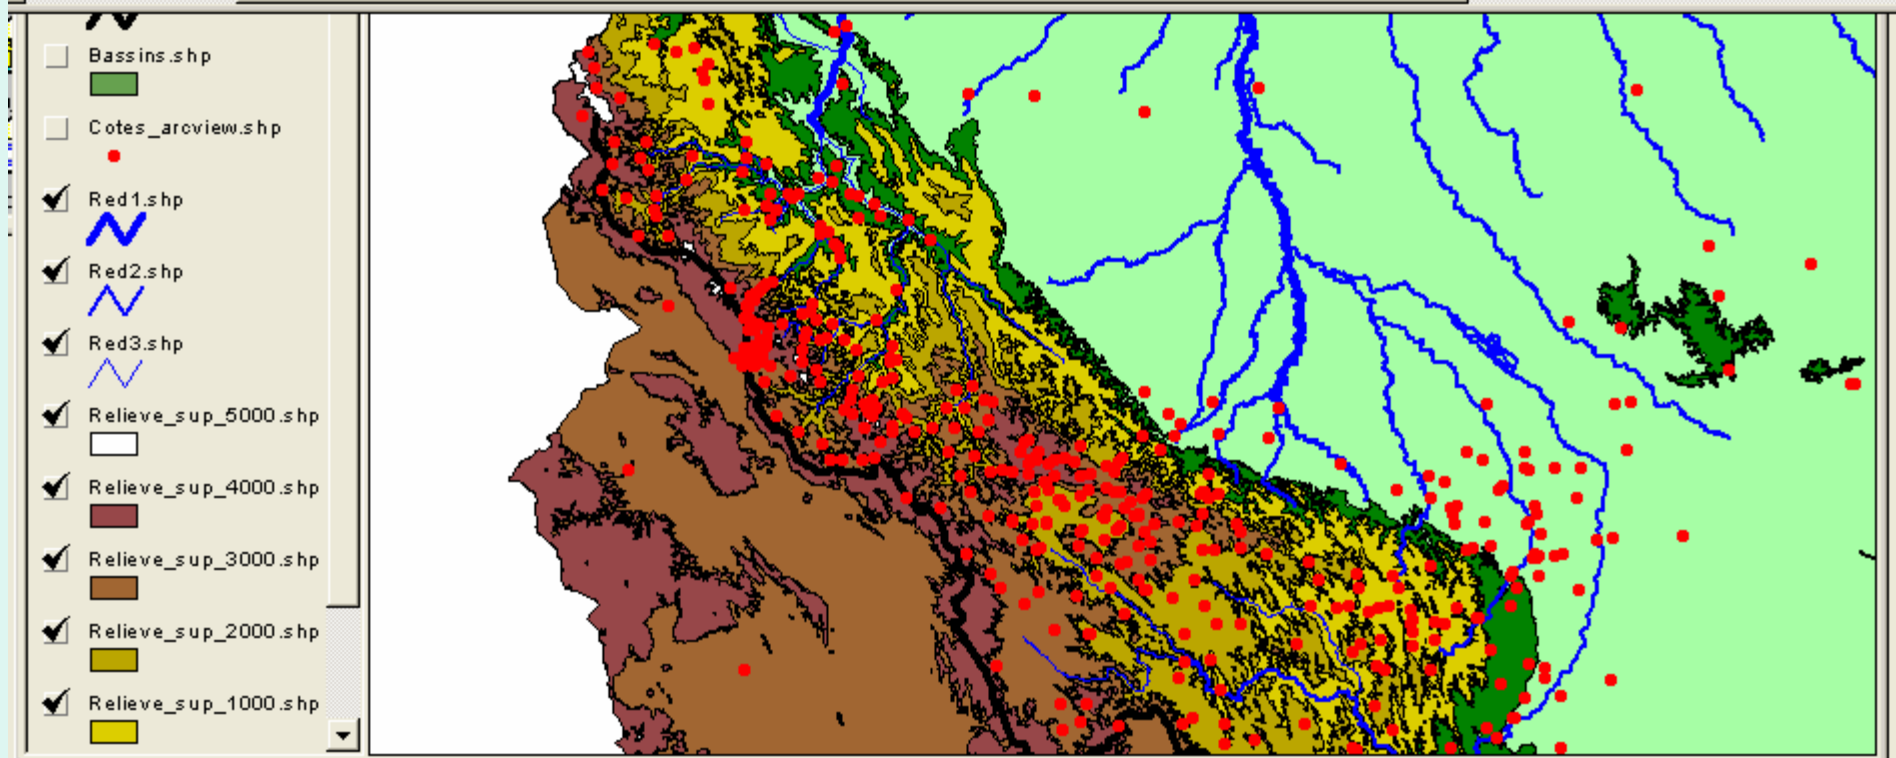 Bassins.shp
Cotes_arcview.shp
Red1.shp
Red2.shp
Red3.shp
Relieve_sup_5000.shp
Relieve_sup_4000.shp
Relieve_sup_3000.shp
Relieve_sup_2000.shp
Relieve_sup_1000.shp